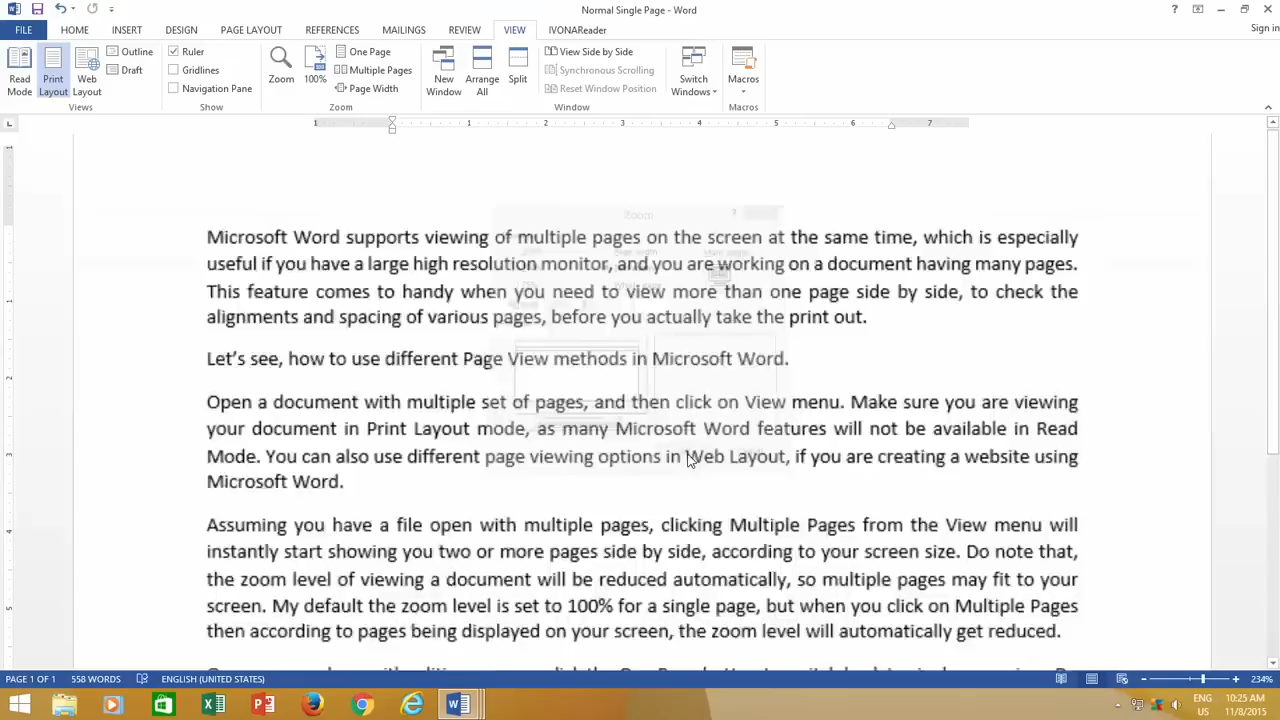 Normal Single Page - Word
FILE HOME INSERT DESIGN PAGE LAYOUT REFERENCES MAILINGS REVIEW VIEW IVONAReader Sign in
Read Mode
Print Layout
Web Layout
Outline
Draft
Views
Ruler
Gridlines
Navigation Pane
Show
Zoom
100%
One Page
Multiple Pages
Page Width
Zoom
New Window
Arrange All
Split
View Side by Side
Synchronous Scrolling
Reset Window Position
Window
Switch Windows
Macros
Macros
1 1 2 3 4 5 6 7
Zoom
Microsoft Word supports viewing of multiple pages on the screen at the same time, which is especially
useful if you have a large high resolution monitor, and you are working on a document having many pages.
This feature comes to handy when you need to view more than one page side by side, to check the
alignments and spacing of various pages, before you actually take the print out.
Let's see, how to use different Page View methods in Microsoft Word.
Open a document with multiple set of pages, and then click on View menu. Make sure you are viewing
your document in Print Layout mode, as many Microsoft Word features will not be available in Read
Mode. You can also use different page viewing options in Web Layout, if you are creating a website using
Microsoft Word.
Assuming you have a file open with multiple pages, clicking Multiple Pages from the View menu will
instantly start showing you two or more pages side by side, according to your screen size. Do note that,
the zoom level of viewing a document will be reduced automatically, so multiple pages may fit to your
screen. My default the zoom level is set to 100% for a single page, but when you click on Multiple Pages
then according to pages being displayed on your screen, the zoom level will automatically get reduced.
PAGE 1 OF 1 558 WORDS ENGLISH (UNITED STATES) 234%
ENG 10:25 AM
US 11/8/2015